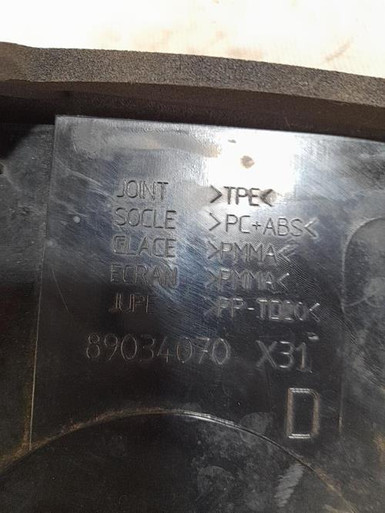 JOINT >TPE<
SOCLE >PC+ABS<
GLACE >PMMA<
ECRAN >PMMA<
JUPE >PP-TD20<
89034070 X31
D